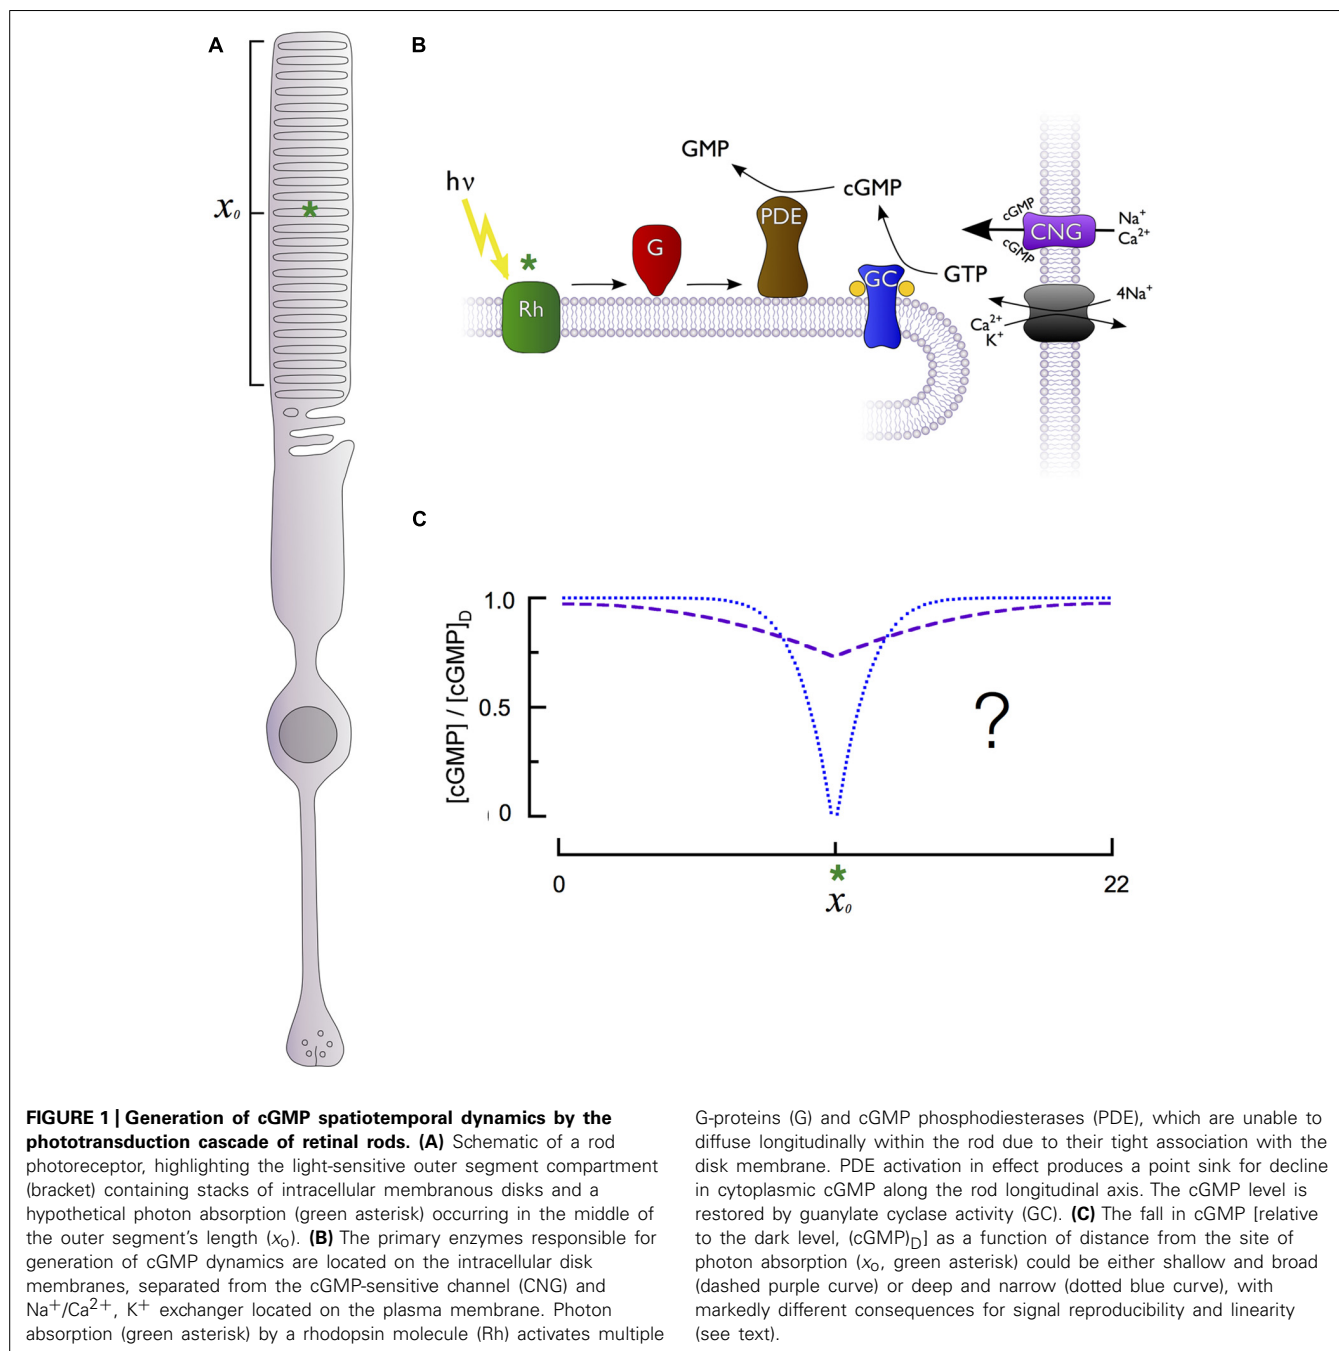 A
x₀
*
B
hν
*
Rh
G
PDE
GMP
cGMP
GC
GTP
cGMP
CNG
cGMP
Na⁺
Ca²⁺
4Na⁺
Ca²⁺
K⁺
C
[cGMP] / [cGMP]D
1.0
0.5
0
?
0
*
22
x₀
FIGURE 1 | Generation of cGMP spatiotemporal dynamics by the
phototransduction cascade of retinal rods. (A) Schematic of a rod
photoreceptor, highlighting the light-sensitive outer segment compartment
(bracket) containing stacks of intracellular membranous disks and a
hypothetical photon absorption (green asterisk) occurring in the middle of
the outer segment's length (xo). (B) The primary enzymes responsible for
generation of cGMP dynamics are located on the intracellular disk
membranes, separated from the cGMP-sensitive channel (CNG) and
Na⁺/Ca²⁺, K⁺ exchanger located on the plasma membrane. Photon
absorption (green asterisk) by a rhodopsin molecule (Rh) activates multiple
G-proteins (G) and cGMP phosphodiesterases (PDE), which are unable to
diffuse longitudinally within the rod due to their tight association with the
disk membrane. PDE activation in effect produces a point sink for decline
in cytoplasmic cGMP along the rod longitudinal axis. The cGMP level is
restored by guanylate cyclase activity (GC). (C) The fall in cGMP [relative
to the dark level, (cGMP)D] as a function of distance from the site of
photon absorption (xo, green asterisk) could be either shallow and broad
(dashed purple curve) or deep and narrow (dotted blue curve), with
markedly different consequences for signal reproducibility and linearity
(see text).